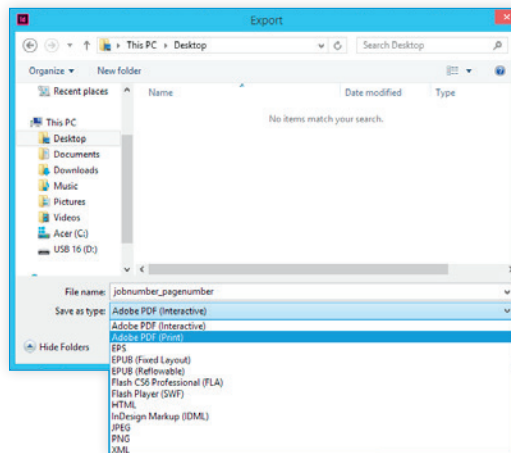 Id
Export
This PC ▸ Desktop
Search Desktop
Organize
New folder
Recent places
This PC
Desktop
Documents
Downloads
Music
Pictures
Videos
Acer (C:)
USB 16 (D:)
Name
Date modified
Type
No items match your search.
File name: jobnumber_pagenumber
Save as type: Adobe PDF (Interactive)
Adobe PDF (Interactive)
Adobe PDF (Print)
EPS
EPUB (Fixed Layout)
EPUB (Reflowable)
Flash CS6 Professional (FLA)
Flash Player (SWF)
HTML
InDesign Markup (IDML)
JPEG
PNG
XML
Hide Folders